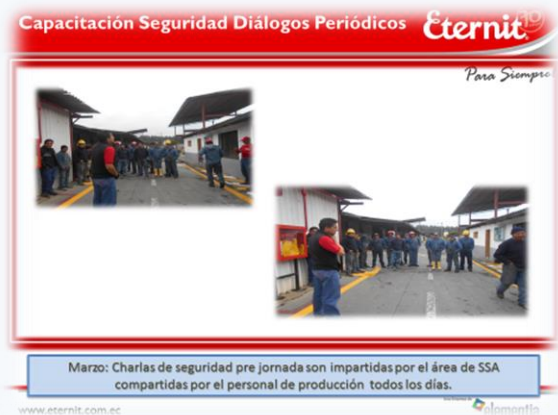 Capacitación Seguridad Diálogos Periódicos
Eternit
Para Siempre
Marzo: Charlas de seguridad pre jornada son impartidas por el área de SSA
compartidas por el personal de producción todos los días.
www.eternit.com.ec